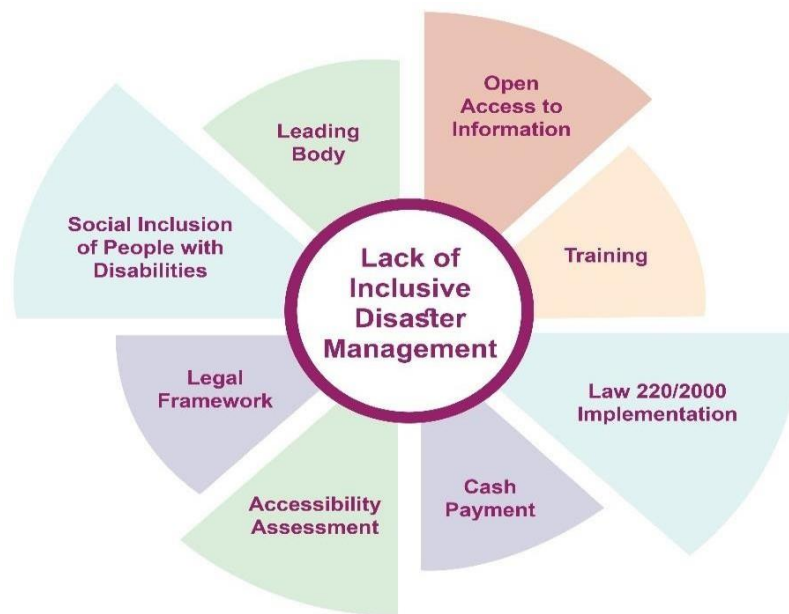 Lack of
Inclusive
Disaster
Management
Open
Access to
Information
Training
Law 220/2000
Implementation
Cash
Payment
Accessibility
Assessment
Legal
Framework
Social Inclusion
of People with
Disabilities
Leading
Body